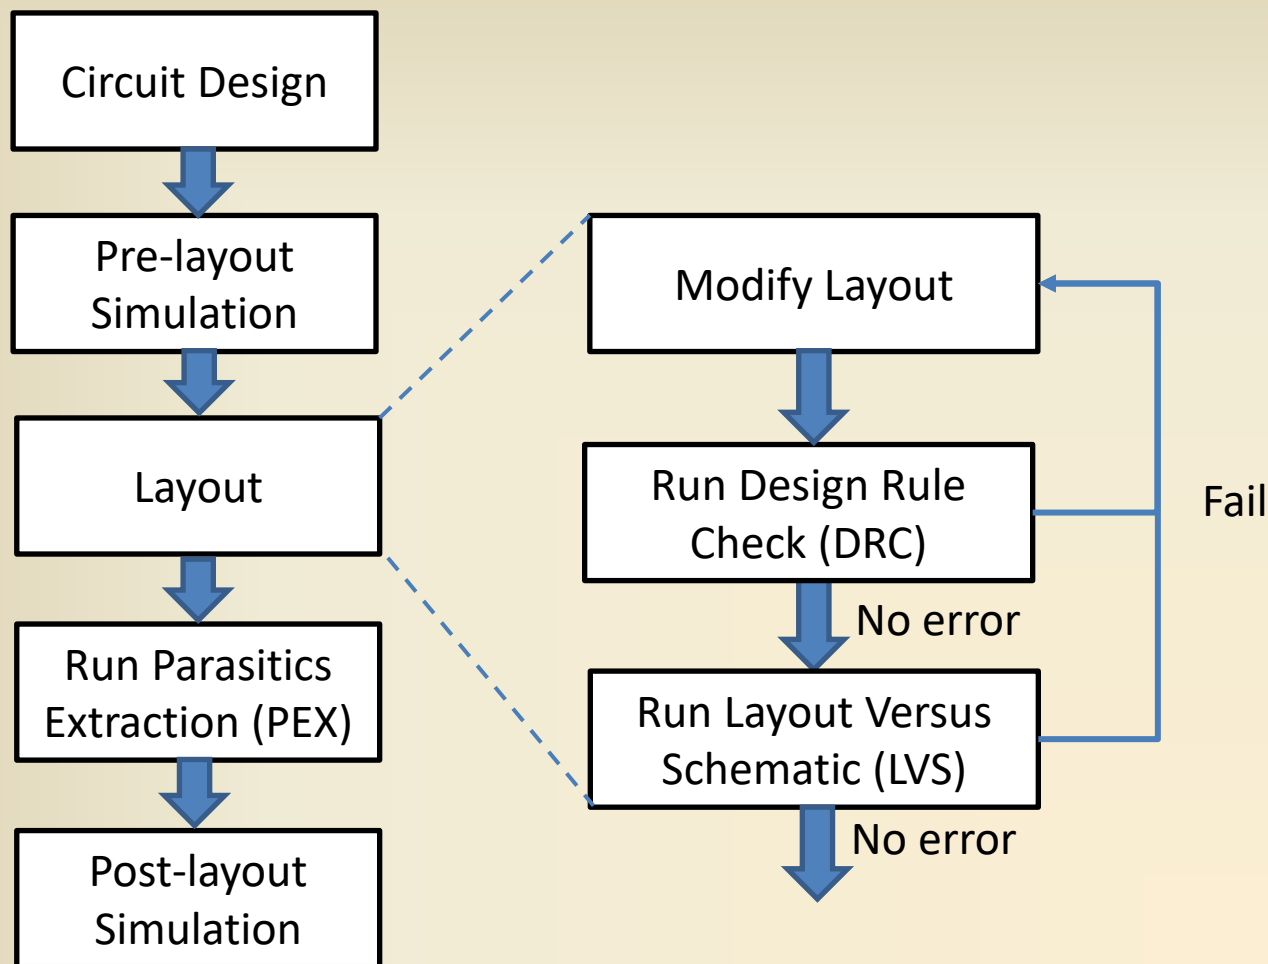 Circuit Design
Pre-layout
Simulation
Layout
Run Parasitics
Extraction (PEX)
Post-layout
Simulation
Modify Layout
Run Design Rule
Check (DRC)
Fail
No error
Run Layout Versus
Schematic (LVS)
No error